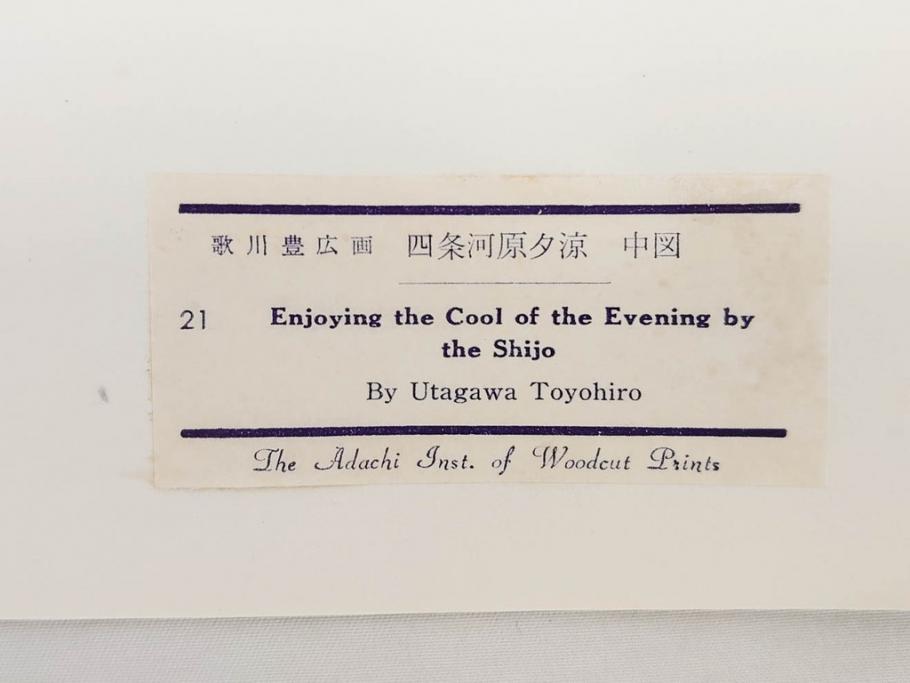 歌川豊広画 四条河原夕涼 中図
21 Enjoying the Cool of the Evening by
the Shijo
By Utagawa Toyohiro
The Adachi Inst. of Woodcut Prints